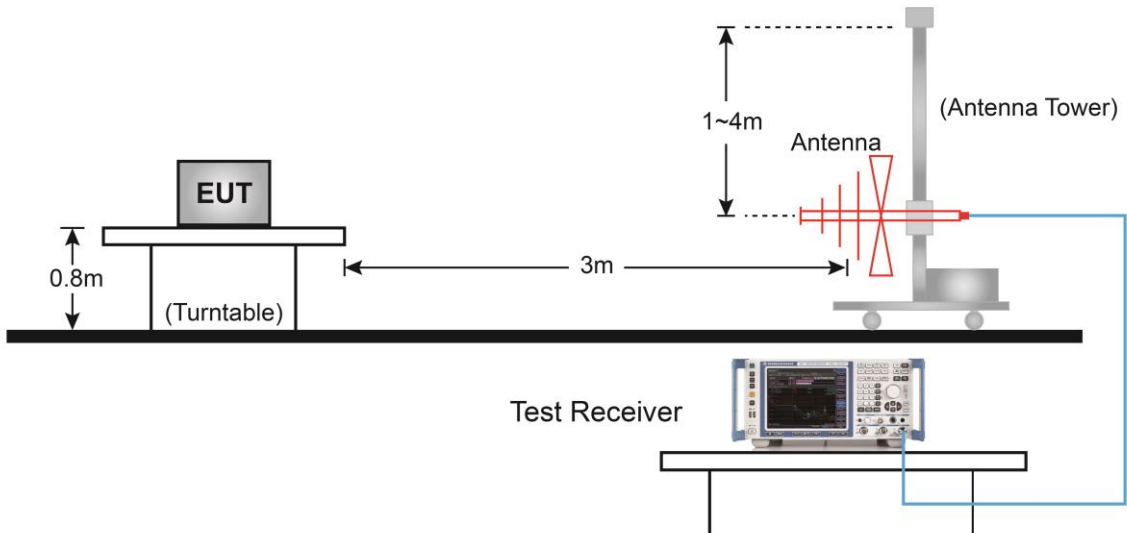 1~4m
(Antenna Tower)
Antenna
EUT
0.8m
3m
(Turntable)
Test Receiver